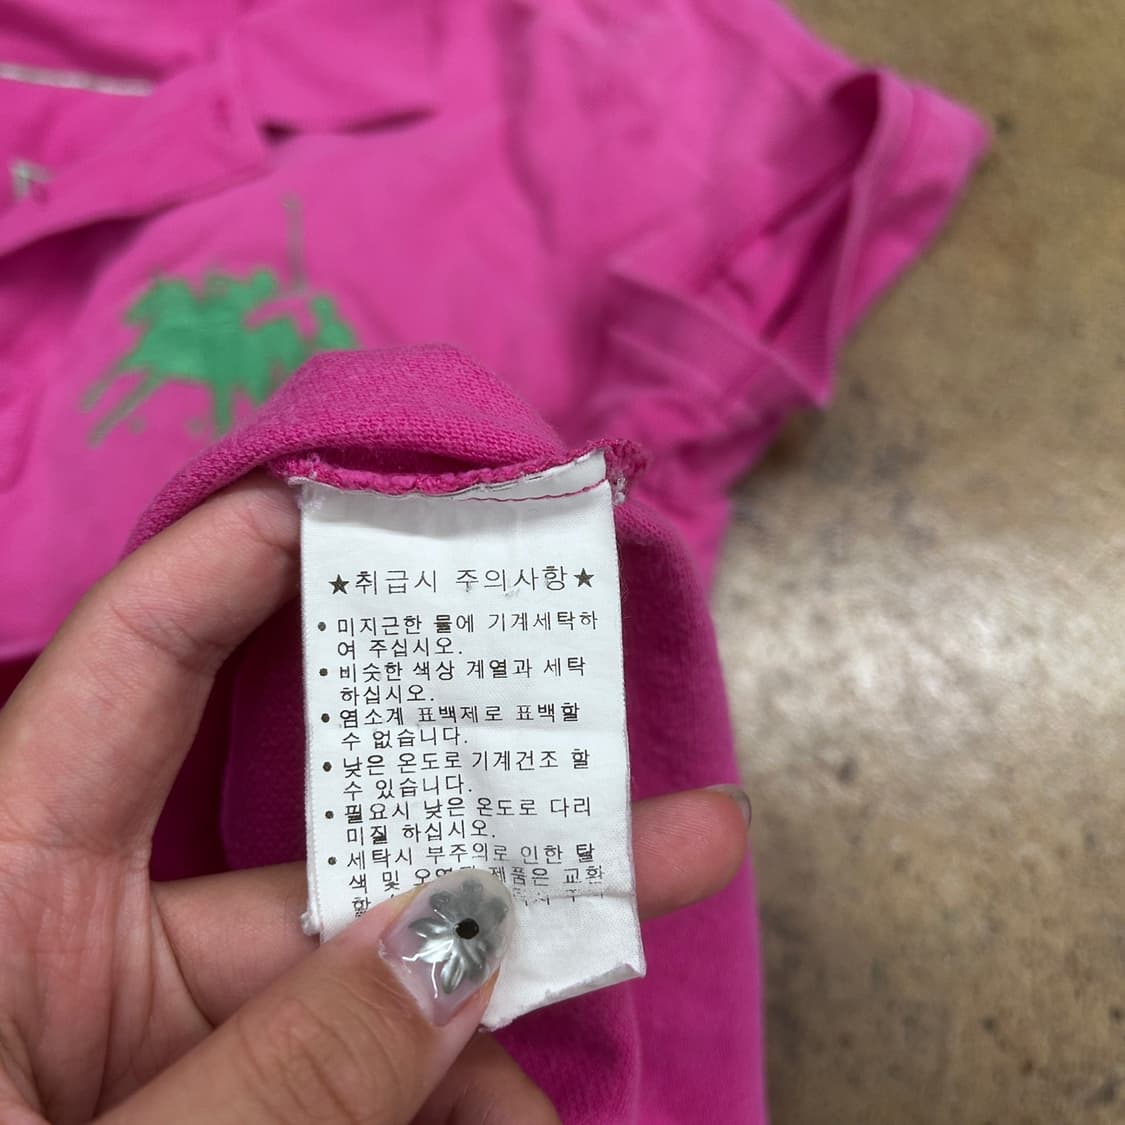 ★취급시 주의사항★
• 미지근한 물에 기계세탁하
여 주십시오.
• 비슷한 색상 계열과 세탁
하십시오.
• 염소계 표백제로 표백할
수 없습니다.
• 낮은 온도로 기계건조 할
수 있습니다.
• 필요시 낮은 온도로 다리
미질 하십시오.
• 세탁시 부주의로 인한 탈
색 및 제품은 교환
할